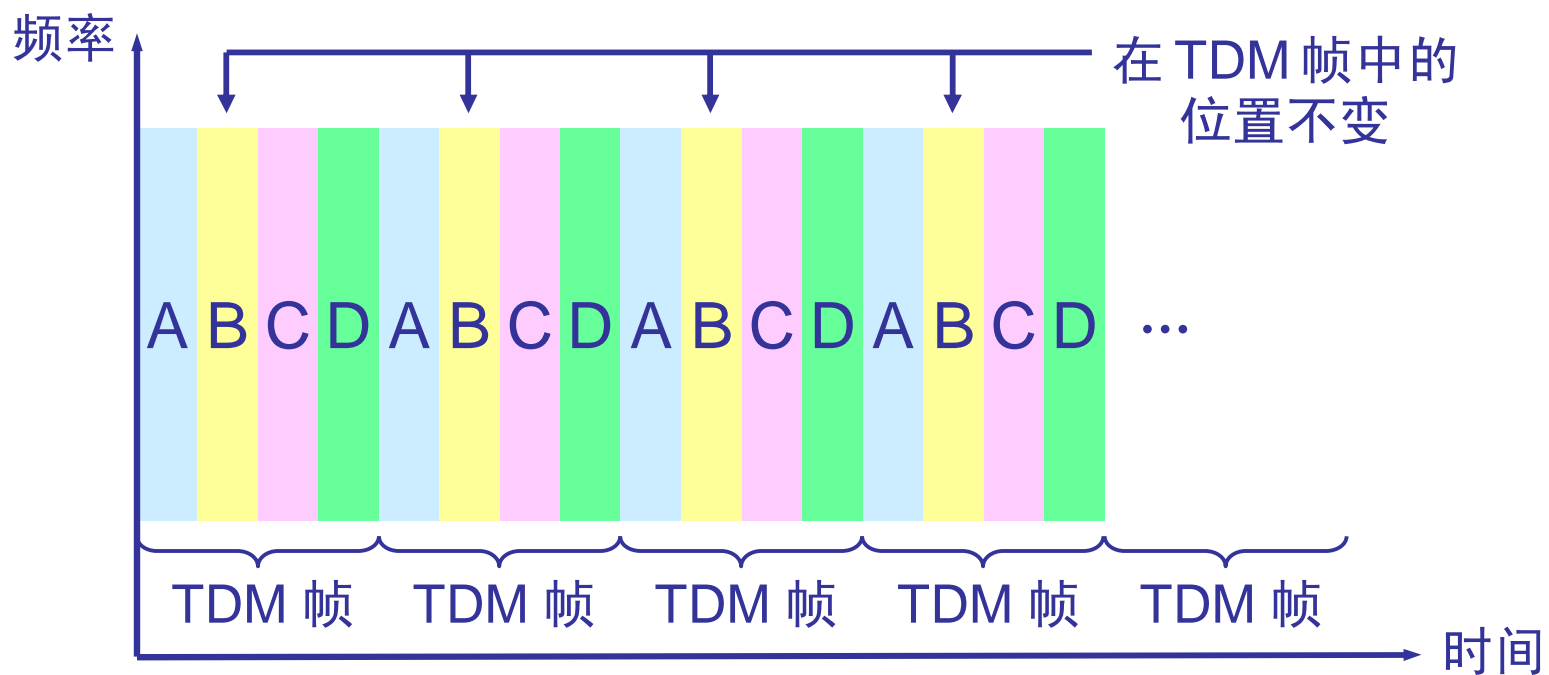 频率
在 TDM 帧中的
位置不变
A B C D A B C D A B C D A B C D …
TDM 帧 TDM 帧 TDM 帧 TDM 帧 TDM 帧
时间